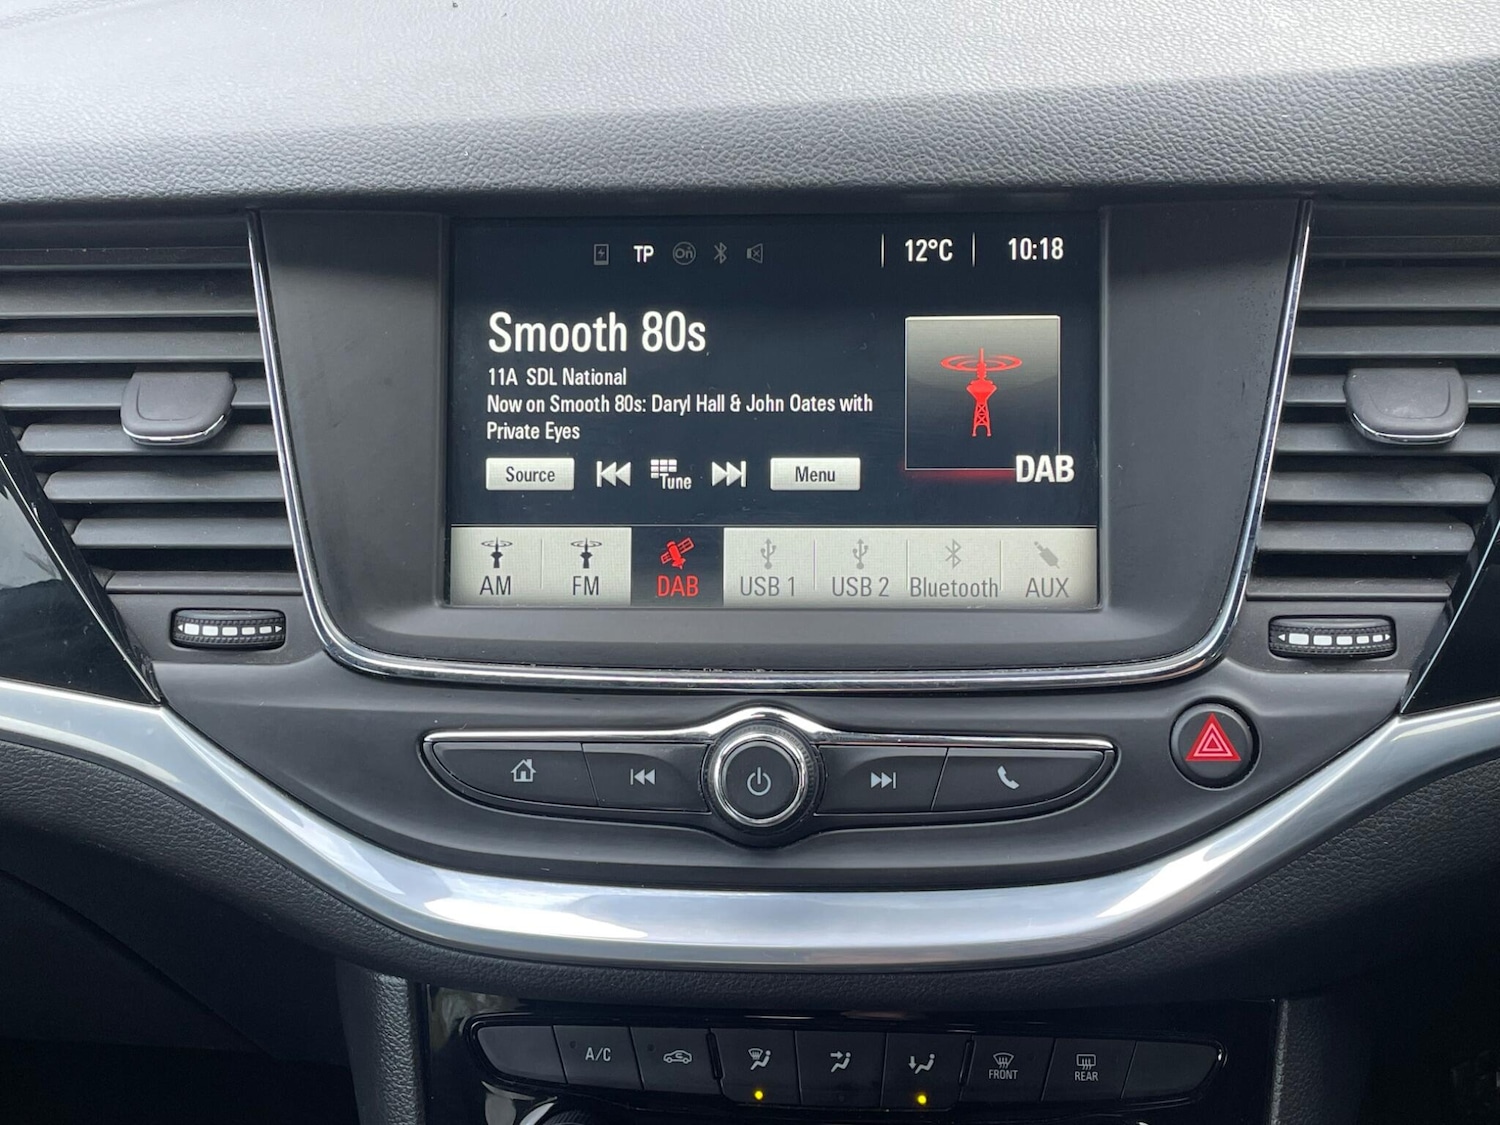 TP On 12°C 10:18
Smooth 80s
11A SDL National
Now on Smooth 80s: Daryl Hall & John Oates with
Private Eyes
Source Tune Menu
DAB
AM FM DAB USB 1 USB 2 Bluetooth AUX
A/C FRONT REAR